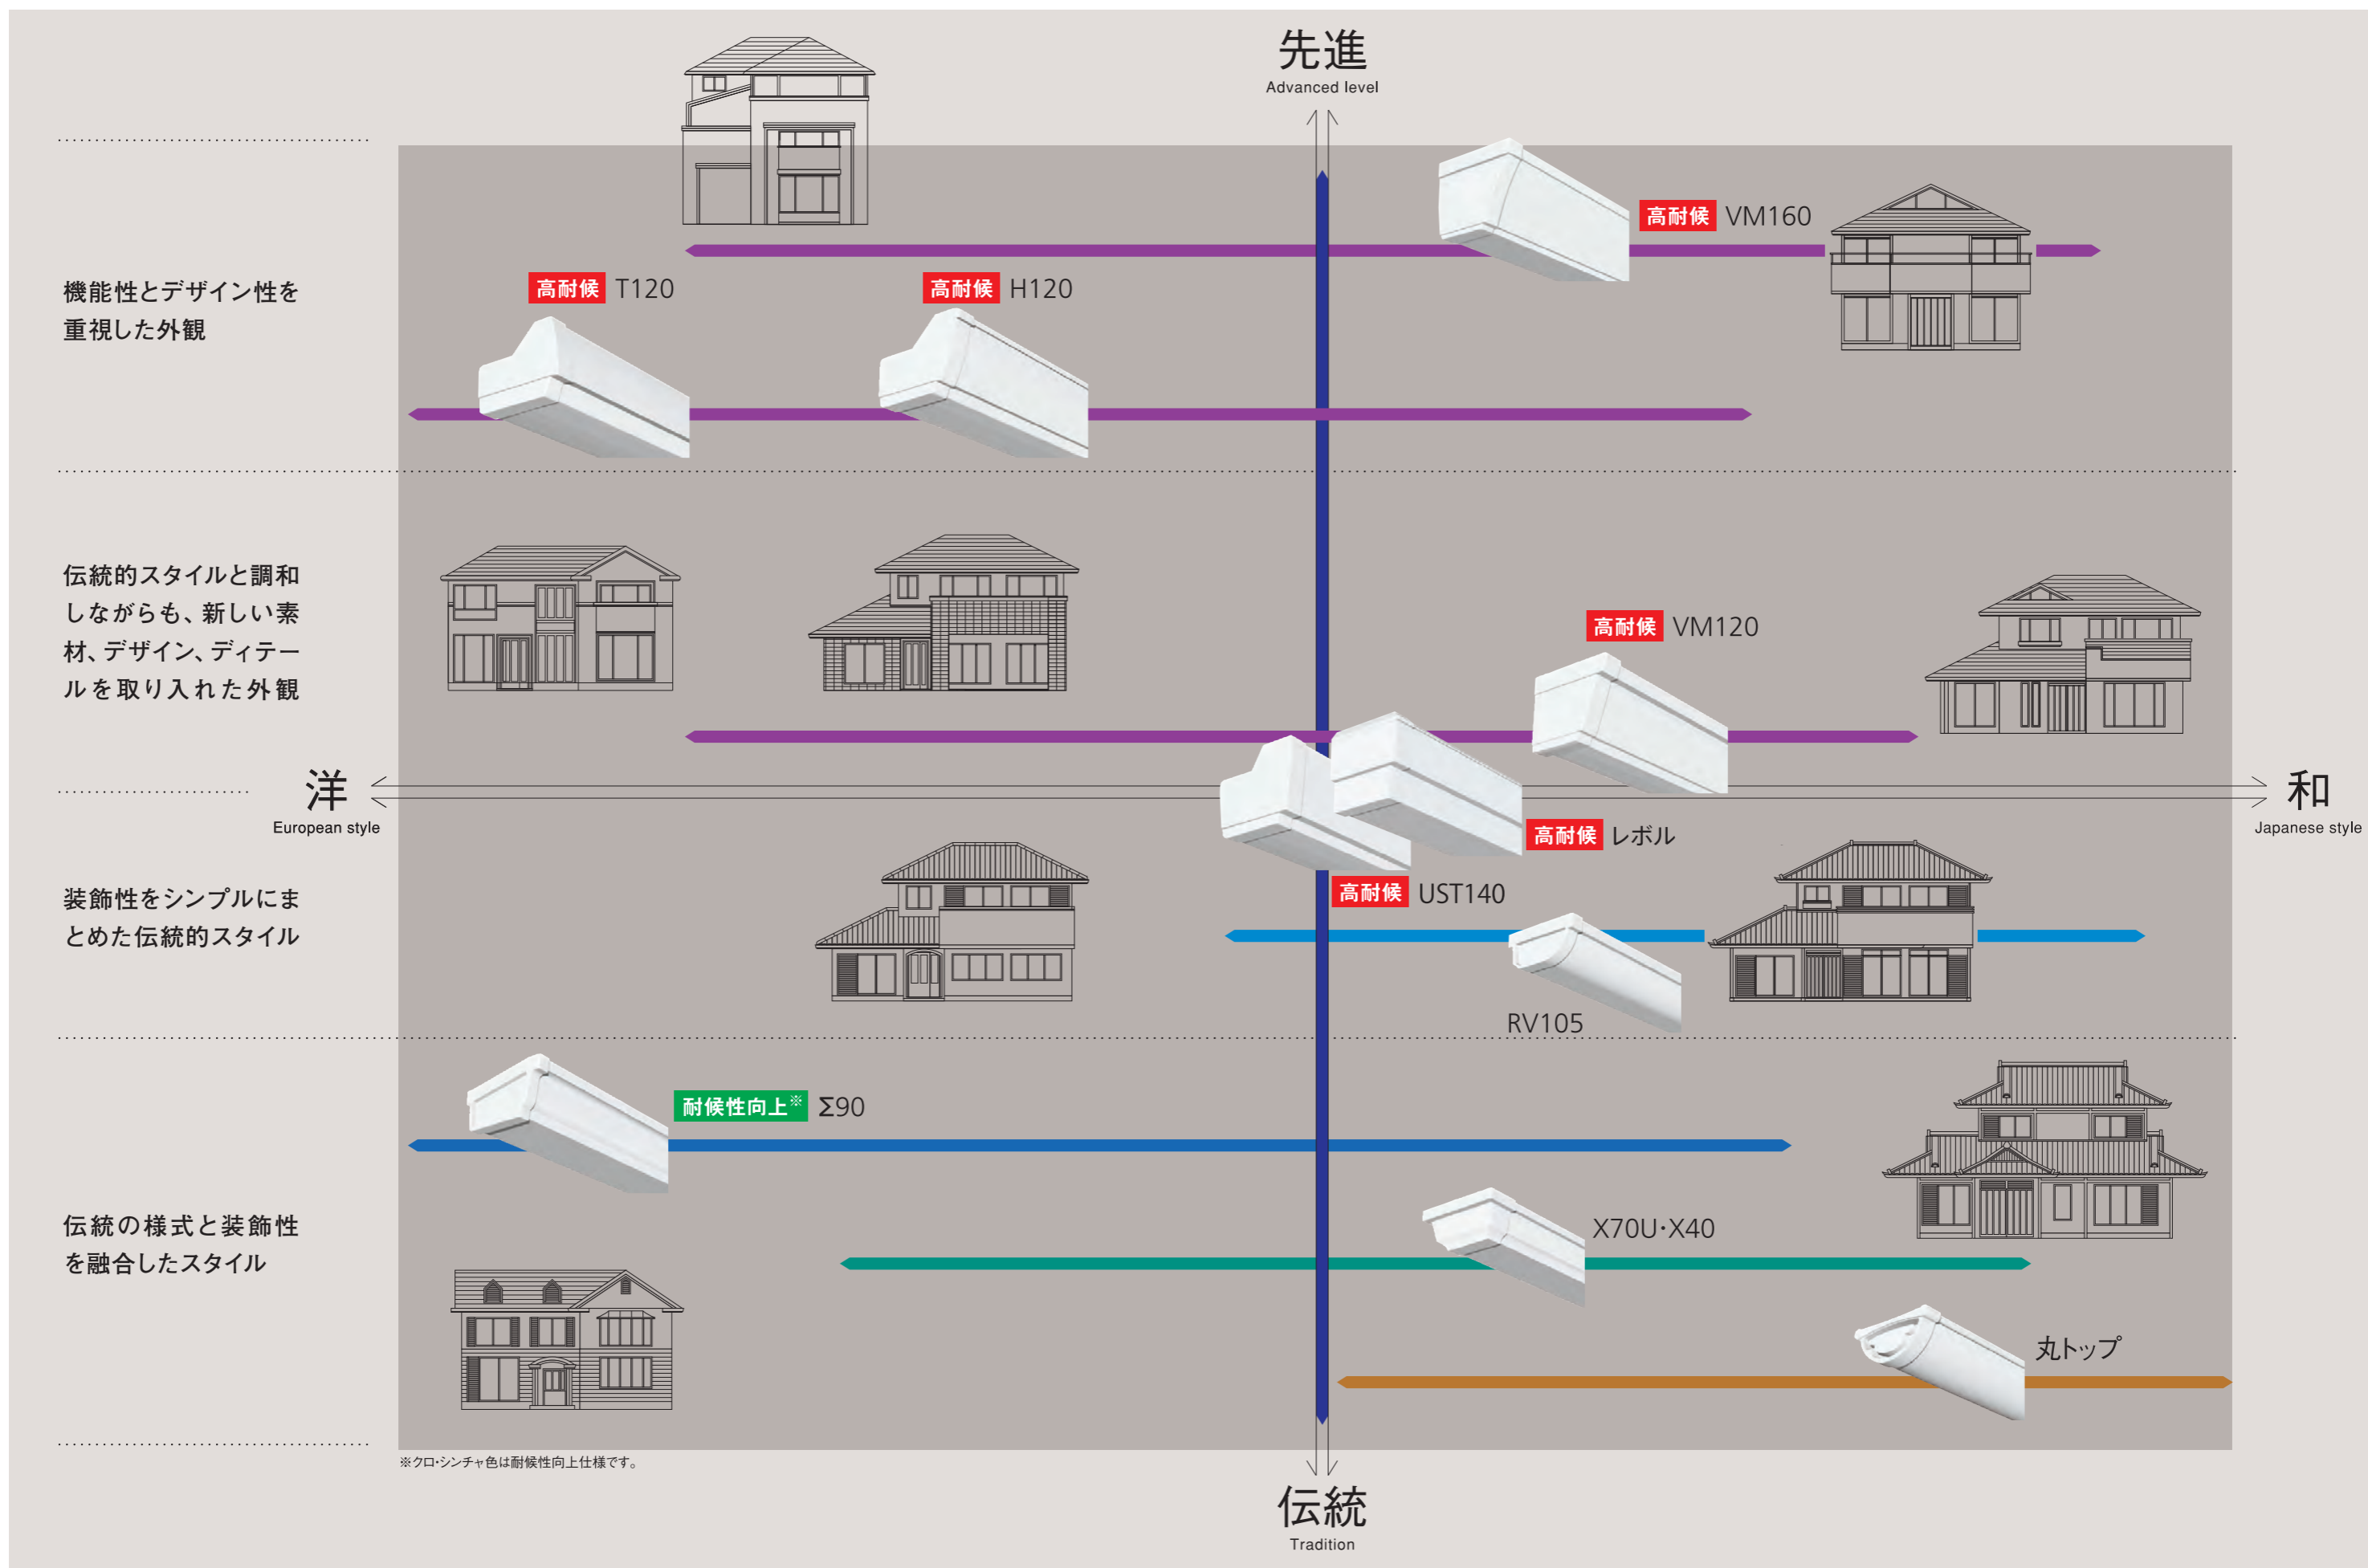 先進
Advanced level
高耐候 VM160
機能性とデザイン性を
重視した外観
高耐候 T120
高耐候 H120
伝統的スタイルと調和
しながらも、新しい素
材、デザイン、ディテー
ルを取り入れた外観
高耐候 VM120
洋
European style
和
Japanese style
高耐候 レボル
高耐候 UST140
装飾性をシンプルにま
とめた伝統的スタイル
RV105
耐候性向上※ Σ90
伝統の様式と装飾性
を融合したスタイル
X70U・X40
丸トップ
※クロ・シンチャ色は耐候性向上仕様です。
伝統
Tradition